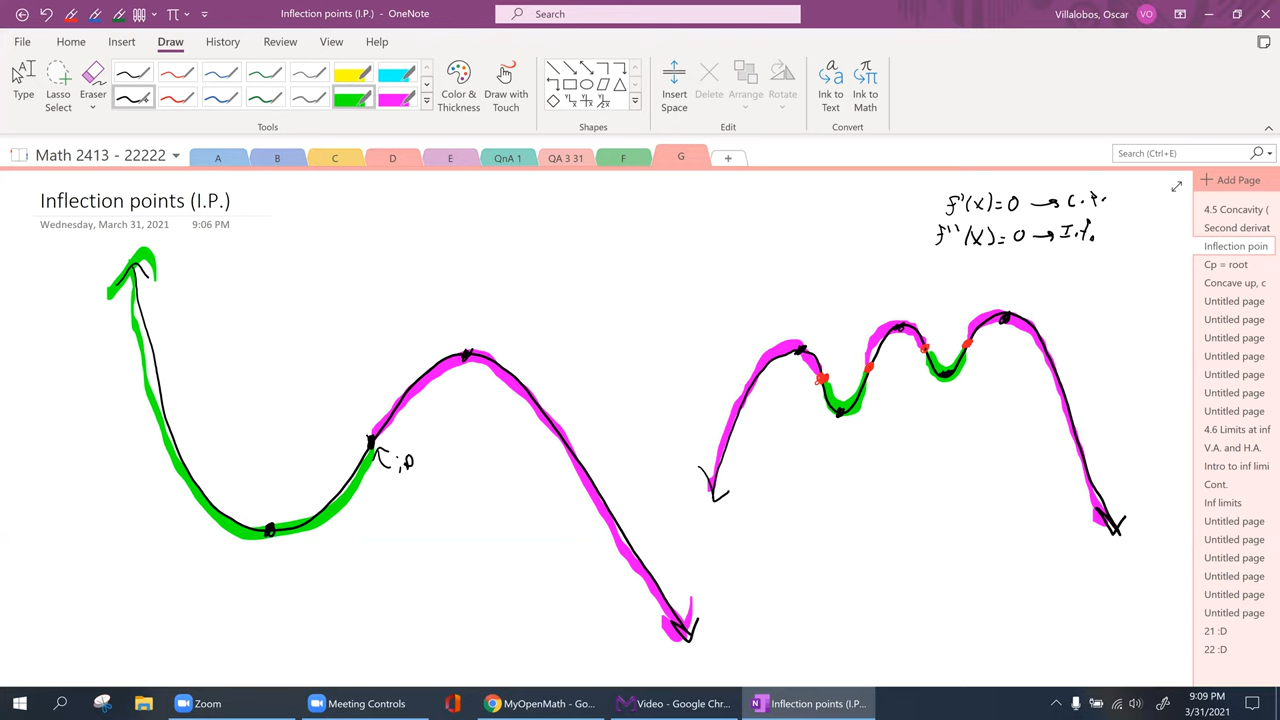 Inflection points (I.P.) - OneNote
Search
Villalobos, Oscar
VO
File
Home
Insert
Draw
History
Review
View
Help
Type
Lasso Select
Eraser
Color & Thickness
Draw with Touch
Insert Space
Delete
Arrange
Rotate
Ink to Text
Ink to Math
Tools
Shapes
Edit
Convert
Math 2413 - 22222
A
B
C
D
E
QnA 1
QA 3 31
F
G
+
Search (Ctrl+E)
Inflection points (I.P.)
Wednesday, March 31, 2021
9:06 PM
f'(x)=0 → C.P.
f''(x)=0 → I.P.
ip
Add Page
4.5 Concavity (
Second derivat
Inflection poin
Cp = root
Concave up, c
Untitled page
Untitled page
Untitled page
Untitled page
Untitled page
Untitled page
Untitled page
4.6 Limits at inf
V.A. and H.A.
Intro to inf limi
Cont.
Inf limits
Untitled page
Untitled page
Untitled page
Untitled page
Untitled page
Untitled page
21 :D
22 :D
Zoom
Meeting Controls
MyOpenMath - Go...
Video - Google Chr...
Inflection points (I.P...
9:09 PM
3/31/2021